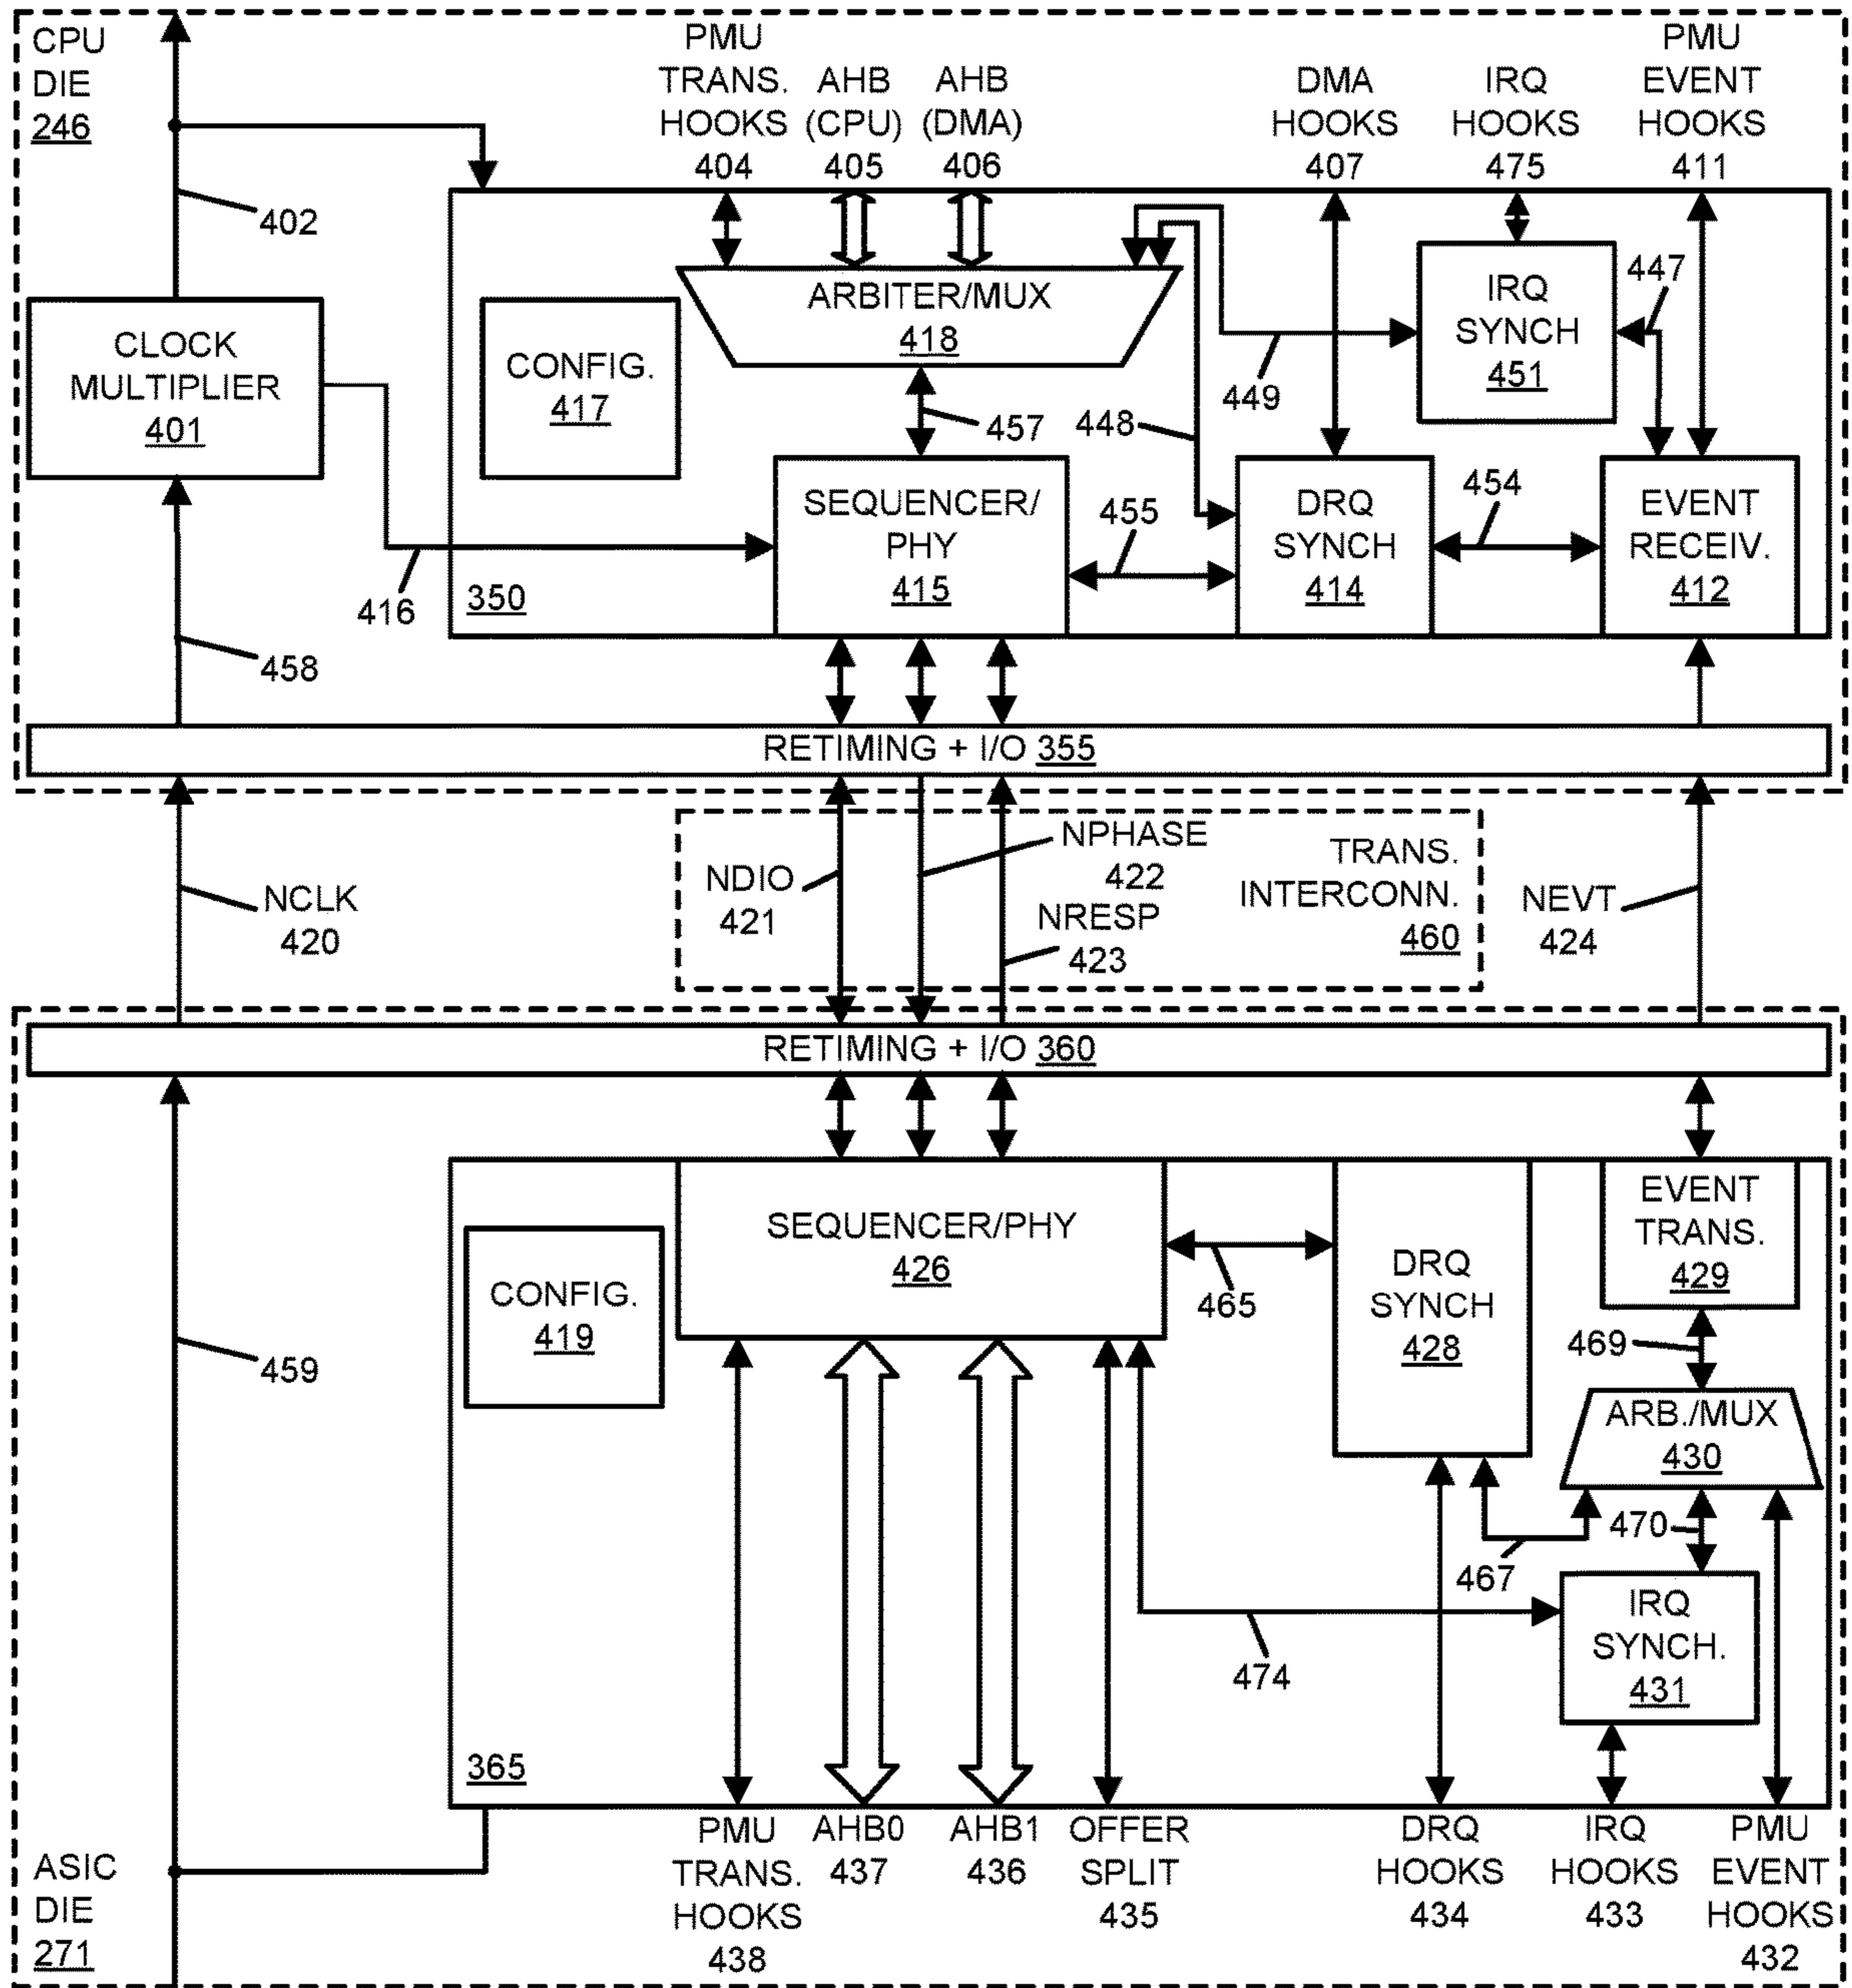 CPU
DIE
246
PMU
TRANS.
HOOKS
404
AHB
(CPU)
405
AHB
(DMA)
406
DMA
HOOKS
407
IRQ
HOOKS
475
PMU
EVENT
HOOKS
411
402
CLOCK
MULTIPLIER
401
CONFIG.
417
ARBITER/MUX
418
IRQ
SYNCH
451
447
449
448
457
SEQUENCER/
PHY
415
455
DRQ
SYNCH
414
454
EVENT
RECEIV.
412
416
350
458
RETIMING + I/O 355
NCLK
420
NDIO
421
NPHASE
422
NRESP
423
TRANS.
INTERCONN.
460
NEVT
424
RETIMING + I/O 360
459
CONFIG.
419
SEQUENCER/PHY
426
465
DRQ
SYNCH
428
EVENT
TRANS.
429
469
ARB./MUX
430
470
467
474
IRQ
SYNCH.
431
365
ASIC
DIE
271
PMU
TRANS.
HOOKS
438
AHB0
437
AHB1
436
OFFER
SPLIT
435
DRQ
HOOKS
434
IRQ
HOOKS
433
PMU
EVENT
HOOKS
432